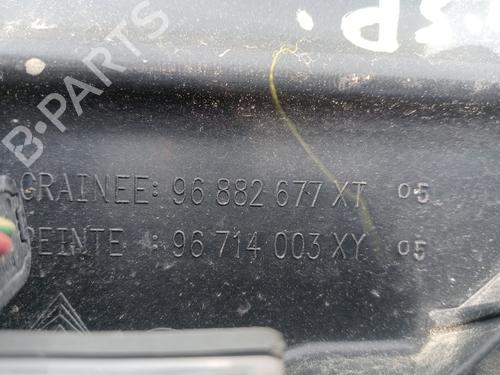 B-PARTS
GRAINEE: 96 882 677 XT 05
PEINTE : 96 714 003 XY 05